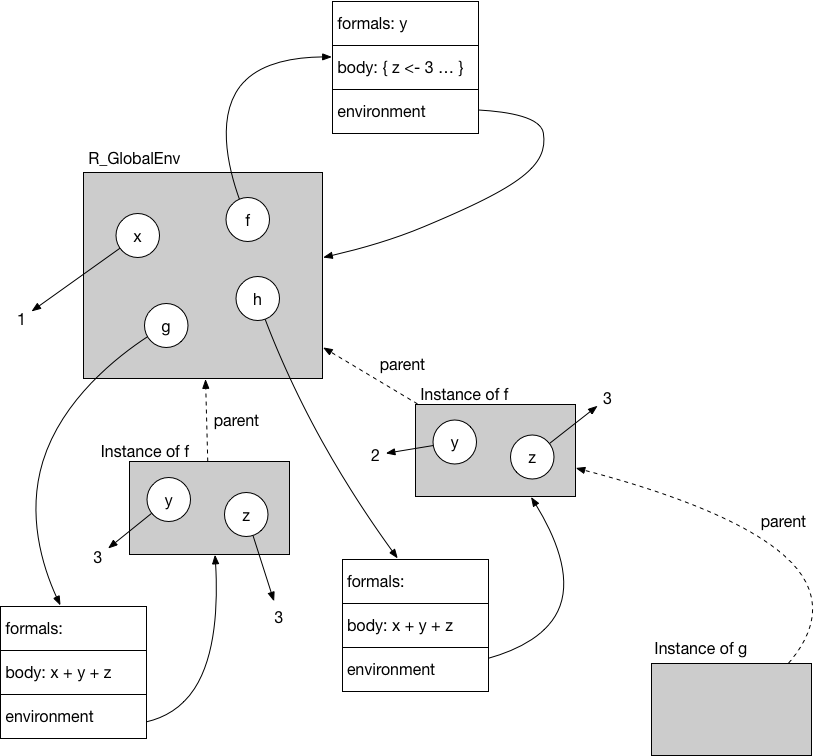 formals: y
body: { z <- 3 … }
environment
R_GlobalEnv
f
x
h
1
g
parent
Instance of f
3
parent
y
2
z
Instance of f
y
z
parent
3
formals:
3
formals:
body: x + y + z
Instance of g
environment
body: x + y + z
environment